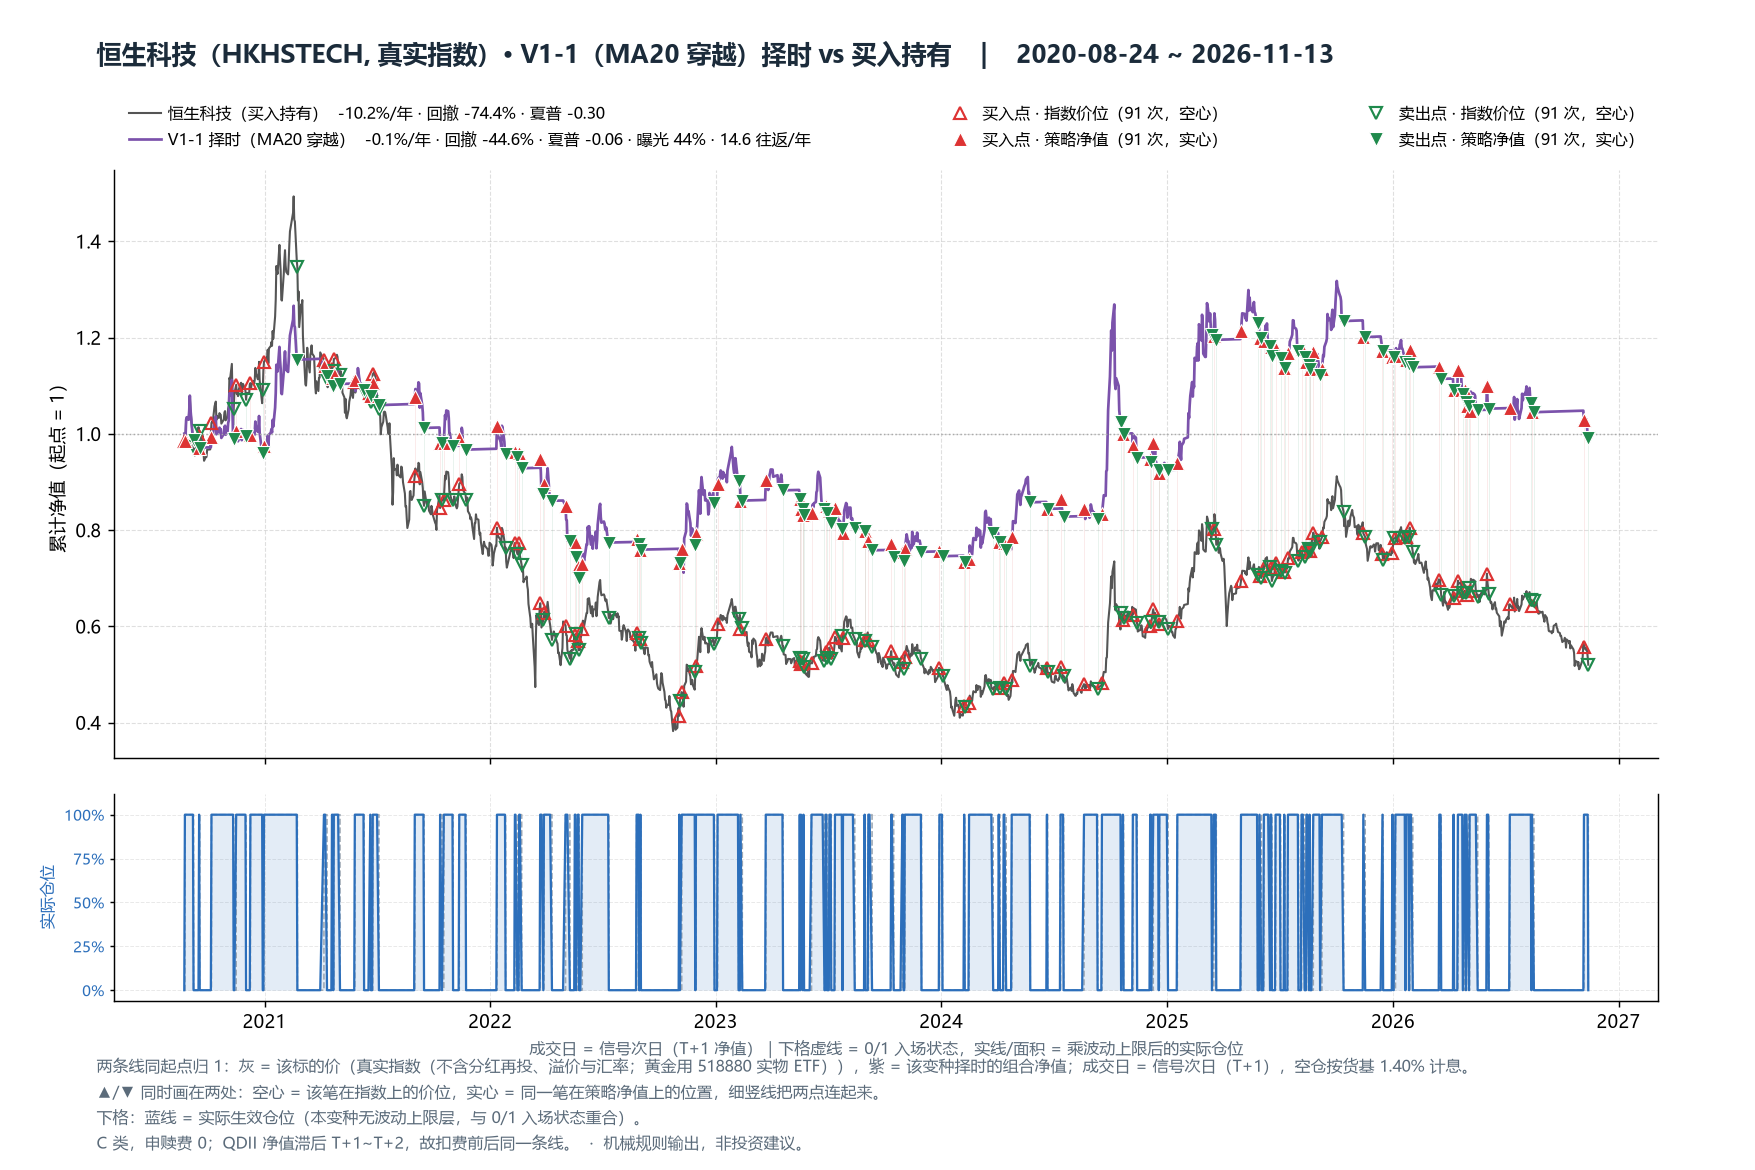 恒生科技（HKHSTECH, 真实指数）• V1-1（MA20 穿越）择时 vs 买入持有 | 2020-08-24 ~ 2026-11-13
恒生科技（买入持有） -10.2%/年 · 回撤 -74.4% · 夏普 -0.30
V1-1 择时（MA20 穿越） -0.1%/年 · 回撤 -44.6% · 夏普 -0.06 · 曝光 44% · 14.6 往返/年
买入点 · 指数价位（91 次，空心）
买入点 · 策略净值（91 次，实心）
卖出点 · 指数价位（91 次，空心）
卖出点 · 策略净值（91 次，实心）
累计净值（起点 = 1）
1.4
1.2
1.0
0.8
0.6
0.4
实际仓位
100%
75%
50%
25%
0%
2021
2022
2023
2024
2025
2026
2027
成交日 = 信号次日（T+1 净值）｜下格虚线 = 0/1 入场状态，实线/面积 = 乘波动上限后的实际仓位
两条线同起点归 1：灰 = 该标的价（真实指数（不含分红再投、溢价与汇率；黄金用 518880 实物 ETF）），紫 = 该变种择时的组合净值；成交日 = 信号次日（T+1），空仓按货基 1.40% 计息。
▲/▼ 同时画在两处：空心 = 该笔在指数上的价位，实心 = 同一笔在策略净值上的位置，细竖线把两点连起来。
下格：蓝线 = 实际生效仓位（本变种无波动上限层，与 0/1 入场状态重合）。
C 类，申赎费 0；QDII 净值滞后 T+1~T+2，故扣费前后同一条线。 · 机械规则输出，非投资建议。